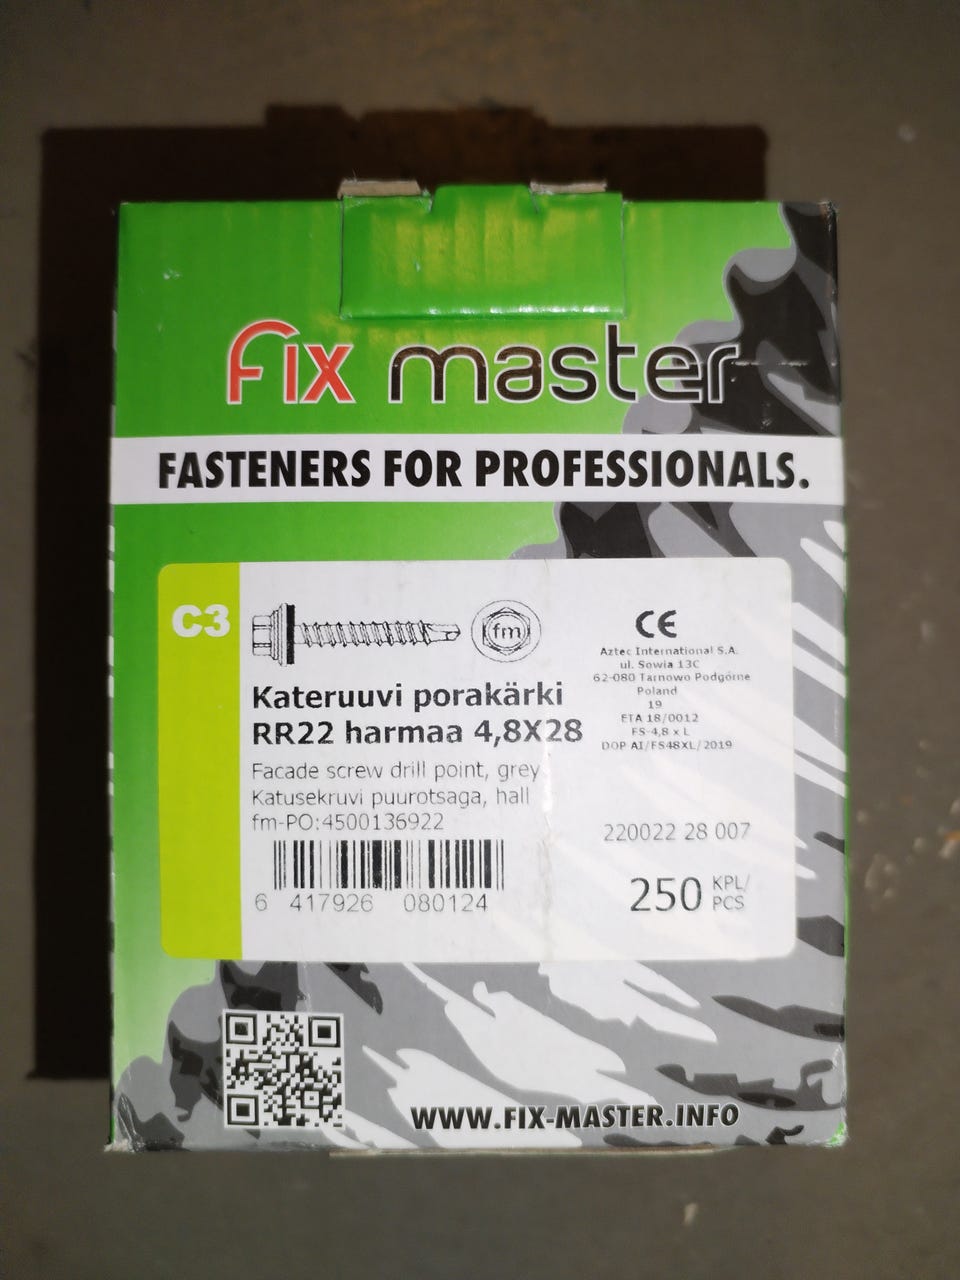 fix master
FASTENERS FOR PROFESSIONALS.
C3
fm
CE
Aztec International S.A.
ul. Sowia 13C
62-080 Tarnowo Podgórne
Poland
19
ETA 18/0012
FS-4,8 x L
DOP AI/FS48XL/2019
Kateruuvi porakärki
RR22 harmaa 4,8X28
Facade screw drill point, grey
Katusekruvi puurotsaga, hall
fm-PO:4500136922
220022 28 007
6 417926 080124
250 KPL/
PCS
WWW.FIX-MASTER.INFO